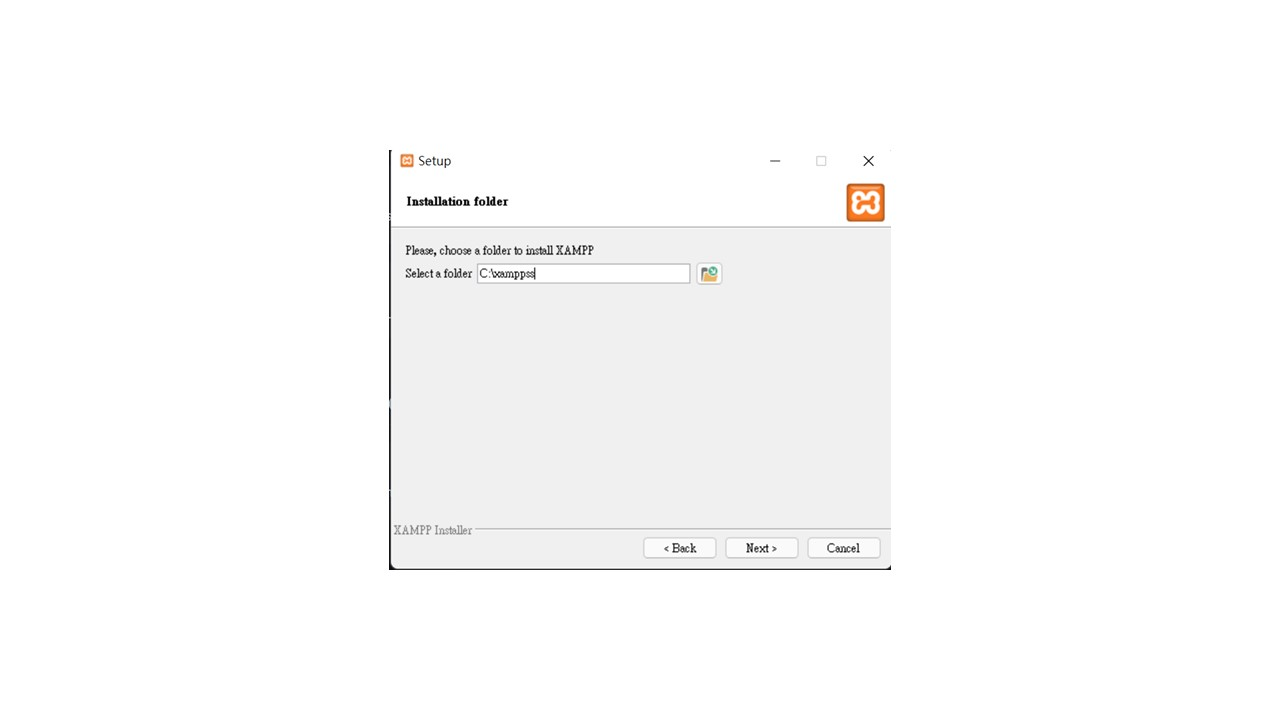 Setup
Installation folder
Please, choose a folder to install XAMPP
Select a folder C:\xamppss
XAMPP Installer
< Back Next > Cancel